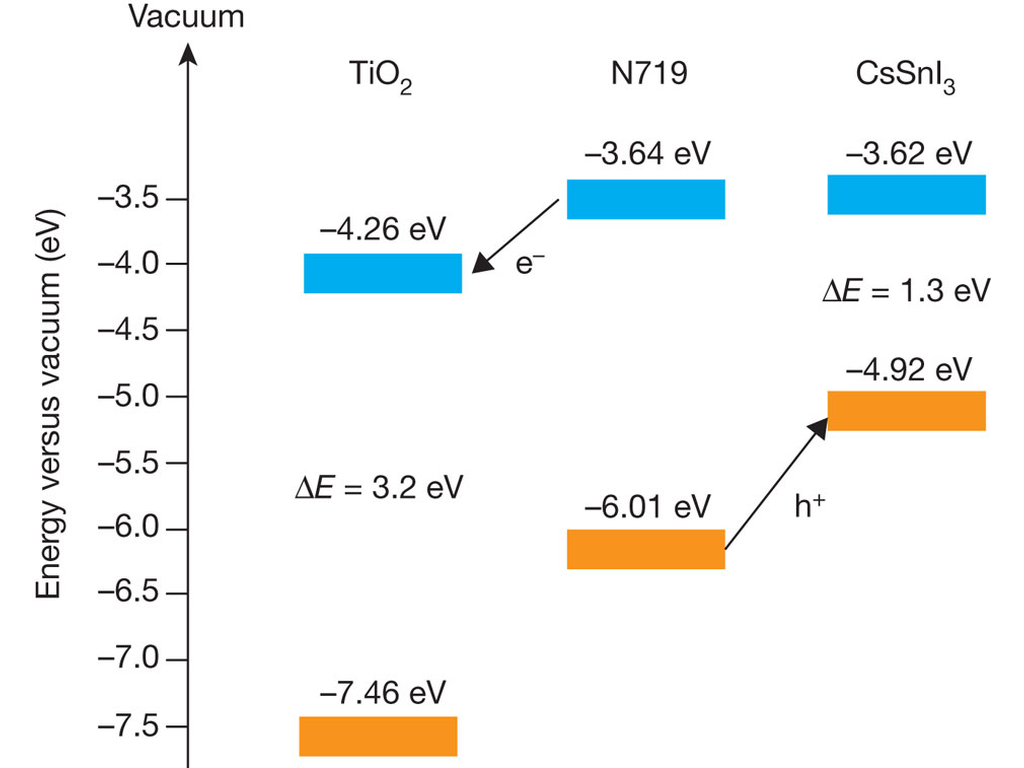 Vacuum
TiO₂
N719
CsSnI₃
–3.64 eV
–3.62 eV
–3.5
–4.26 eV
–4.0
e⁻
ΔE = 1.3 eV
–4.5
–4.92 eV
–5.0
–5.5
ΔE = 3.2 eV
–6.01 eV
h⁺
–6.0
–6.5
–7.0
–7.46 eV
–7.5
Energy versus vacuum (eV)